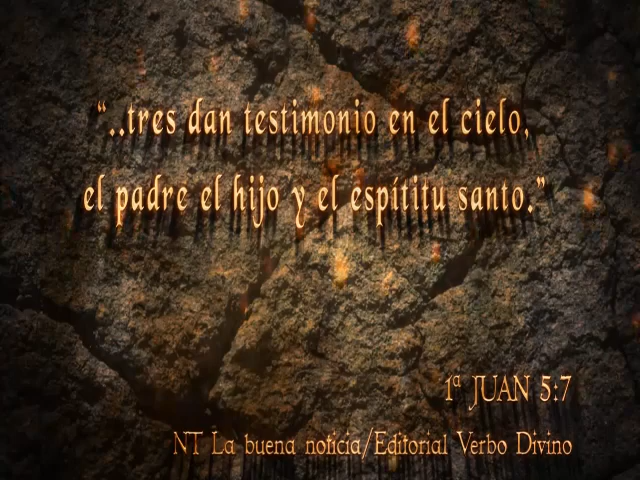 “..tres dan testimonio en el cielo,
el padre el hijo y el espítitu santo.”
1ª JUAN 5:7
NT La buena noticia/Editorial Verbo Divino